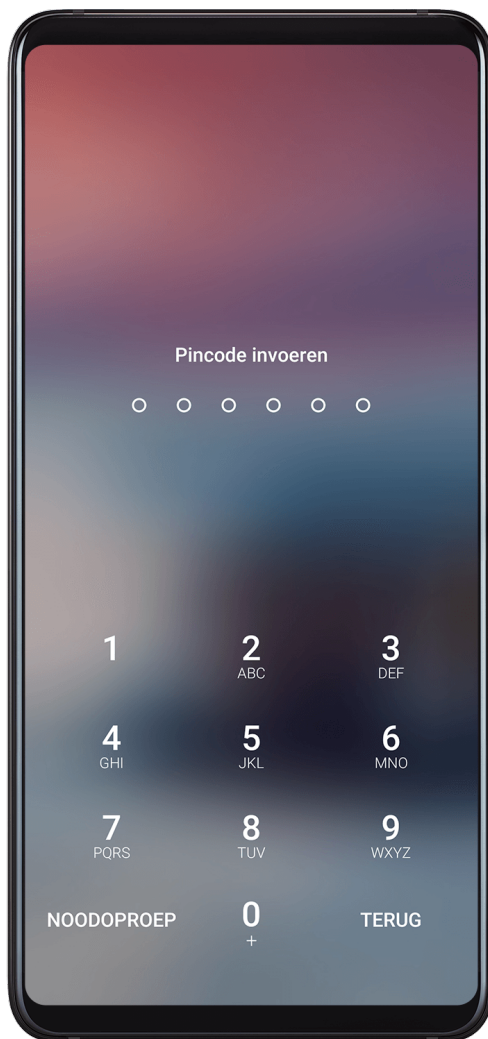 Pincode invoeren
1 2 3
ABC DEF
4 5 6
GHI JKL MNO
7 8 9
PQRS TUV WXYZ
NOODOPROEP 0 TERUG
+